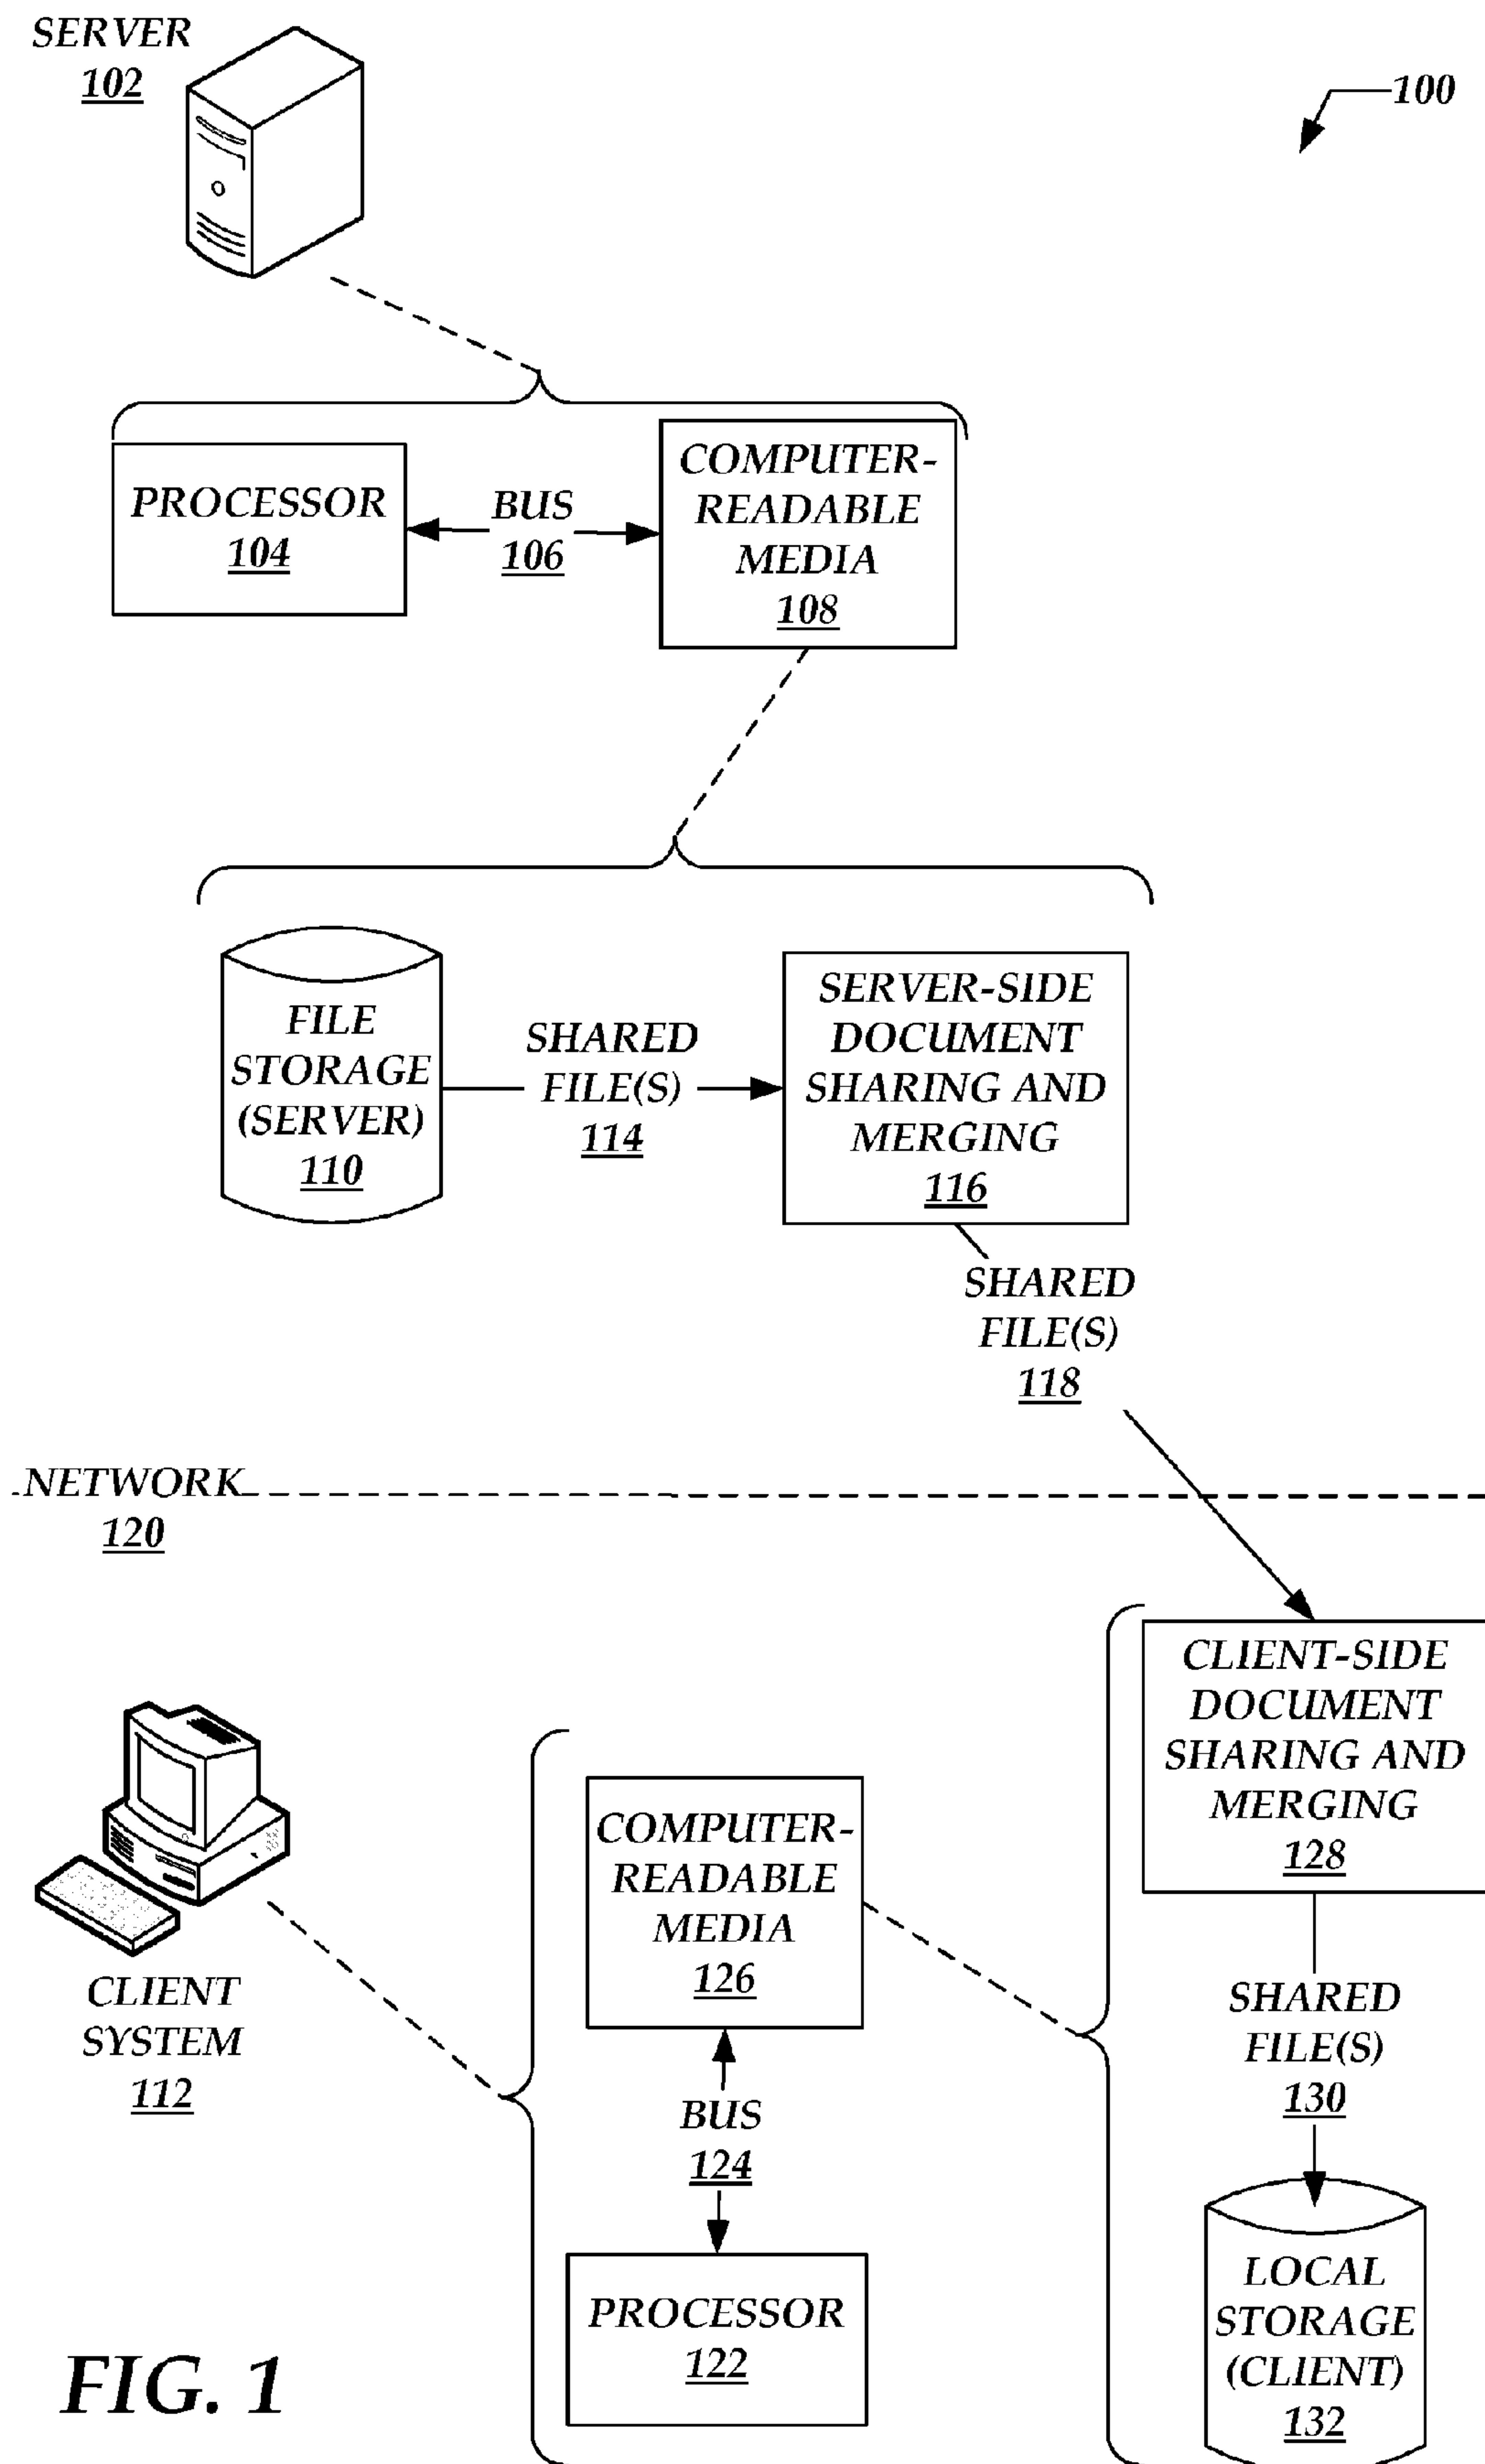 SERVER
102
100
PROCESSOR
104
BUS
106
COMPUTER-
READABLE
MEDIA
108
FILE
STORAGE
(SERVER)
110
SHARED
FILE(S)
114
SERVER-SIDE
DOCUMENT
SHARING AND
MERGING
116
SHARED
FILE(S)
118
NETWORK
120
CLIENT
SYSTEM
112
COMPUTER-
READABLE
MEDIA
126
BUS
124
PROCESSOR
122
CLIENT-SIDE
DOCUMENT
SHARING AND
MERGING
128
SHARED
FILE(S)
130
LOCAL
STORAGE
(CLIENT)
132
FIG. 1